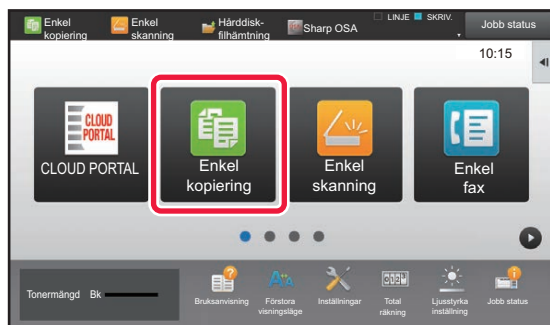 Enkel kopiering
Enkel skanning
Hårddisk-filhämtning
Sharp OSA
LINJE
SKRIV.
Jobb status
10:15
CLOUD PORTAL
CLOUD PORTAL
Enkel kopiering
Enkel skanning
Enkel fax
Tonermängd Bk
Bruksanvisning
Förstora visningsläge
Inställningar
Total räkning
Ljusstyrka inställning
Jobb status